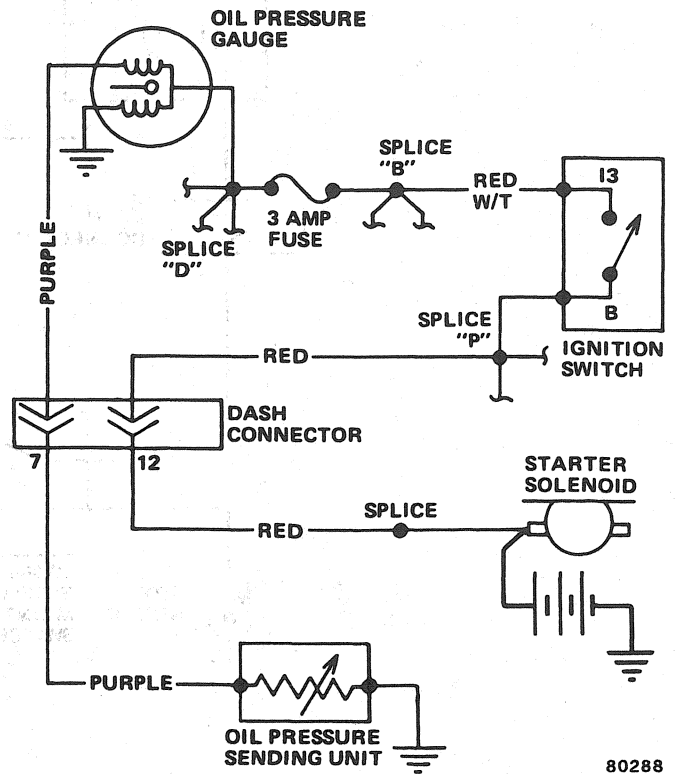 OIL PRESSURE
GAUGE
SPLICE
"B"
RED
W/T
I3
3 AMP
FUSE
SPLICE
"D"
PURPLE
B
SPLICE
"P"
IGNITION
SWITCH
RED
DASH
CONNECTOR
7
12
STARTER
SOLENOID
SPLICE
RED
PURPLE
OIL PRESSURE
SENDING UNIT
80288